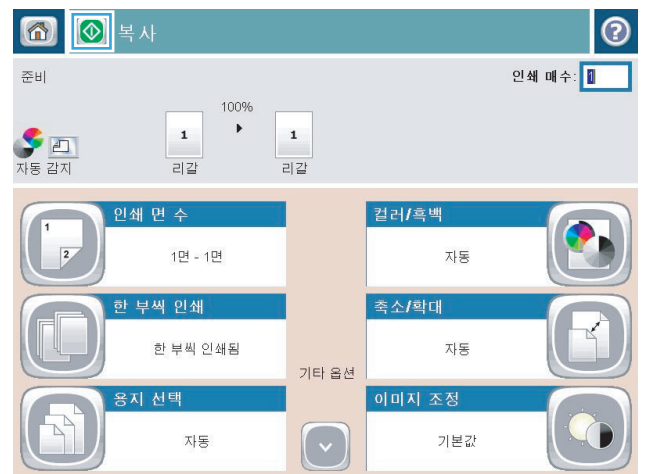 복사
준비
인쇄 매수: 1
100%
1
1
자동 감지
리갈
리갈
인쇄 면 수
1
2
1면 - 1면
컬러/흑백
자동
한 부씩 인쇄
한 부씩 인쇄됨
축소/확대
자동
기타 옵션
용지 선택
자동
이미지 조정
기본값